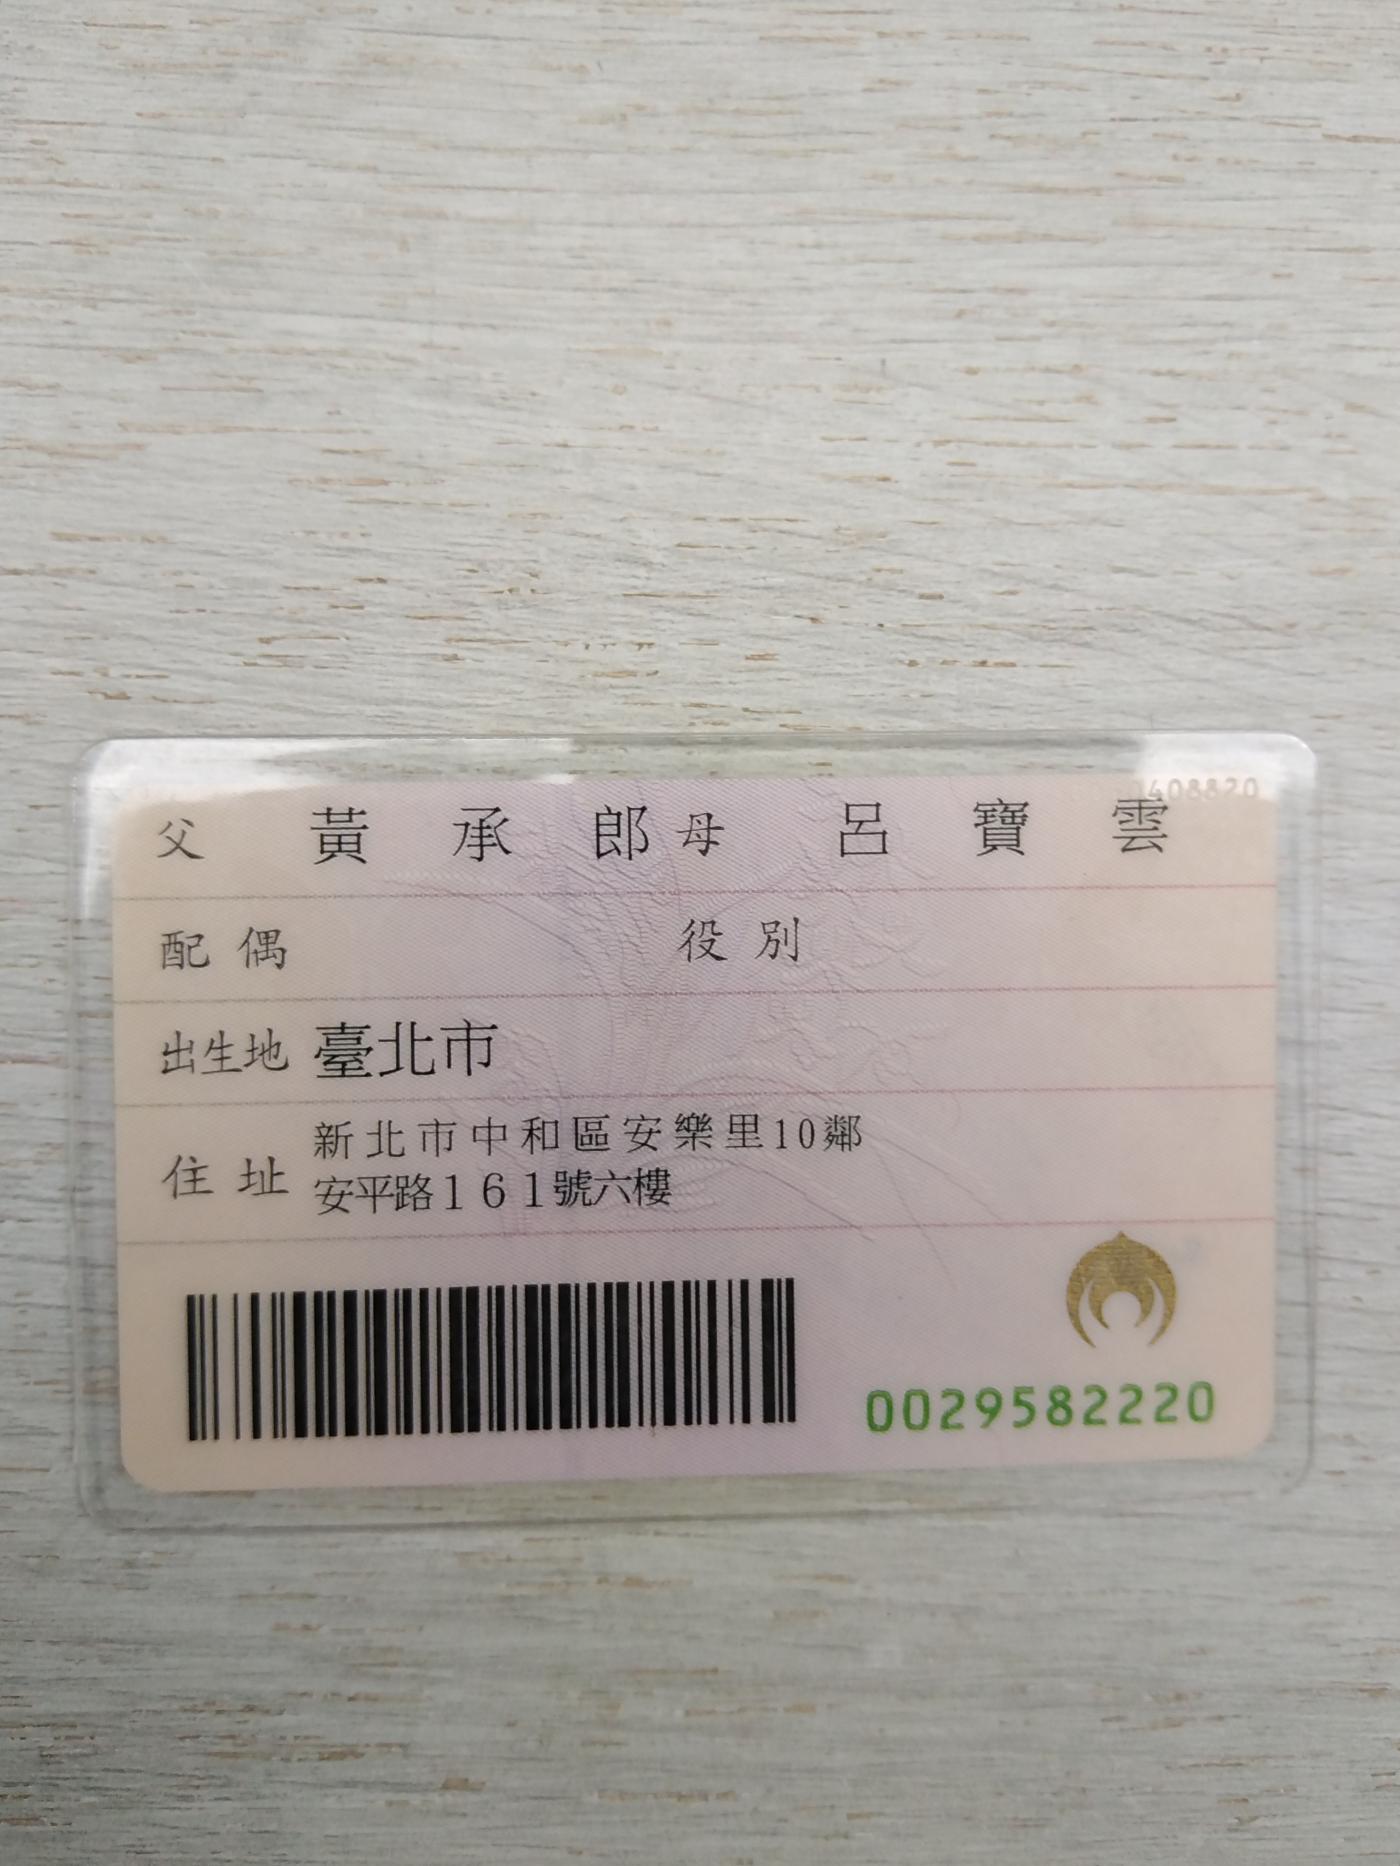 父 黃承郎 母 呂寶雲
配偶 役別
出生地 臺北市
住址 新北市中和區安樂里10鄰
安平路161號六樓
0029582220